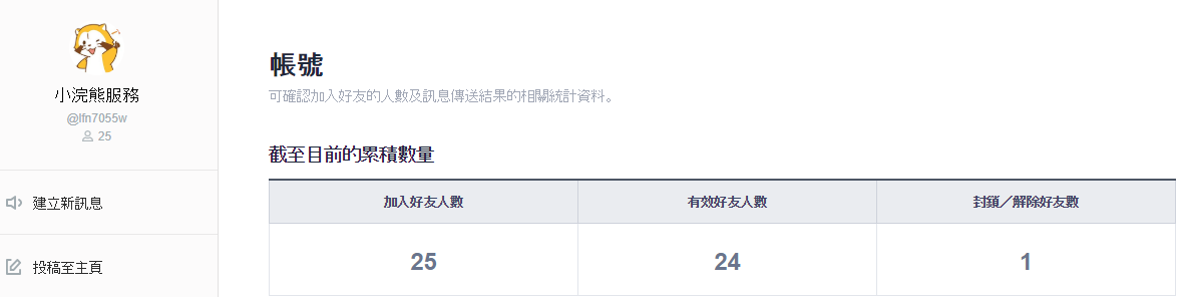 小浣熊服務
@lfn7055w
25
建立新訊息
投稿至主頁
帳號
可確認加入好友的人數及訊息傳送結果的相關統計資料。
截至目前的累積數量
加入好友人數 有效好友人數 封鎖／解除好友數
25 24 1